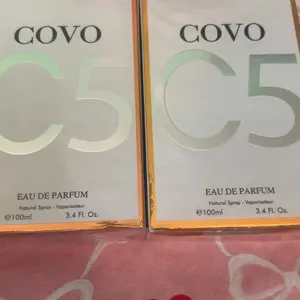 COVO
C5
EAU DE PARFUM
Natural Spray - Vaporisateur
℮100ml 3.4 Fl. Oz.
COVO
C5
EAU DE PARFUM
Natural Spray - Vaporisateur
℮100ml 3.4 Fl. Oz.